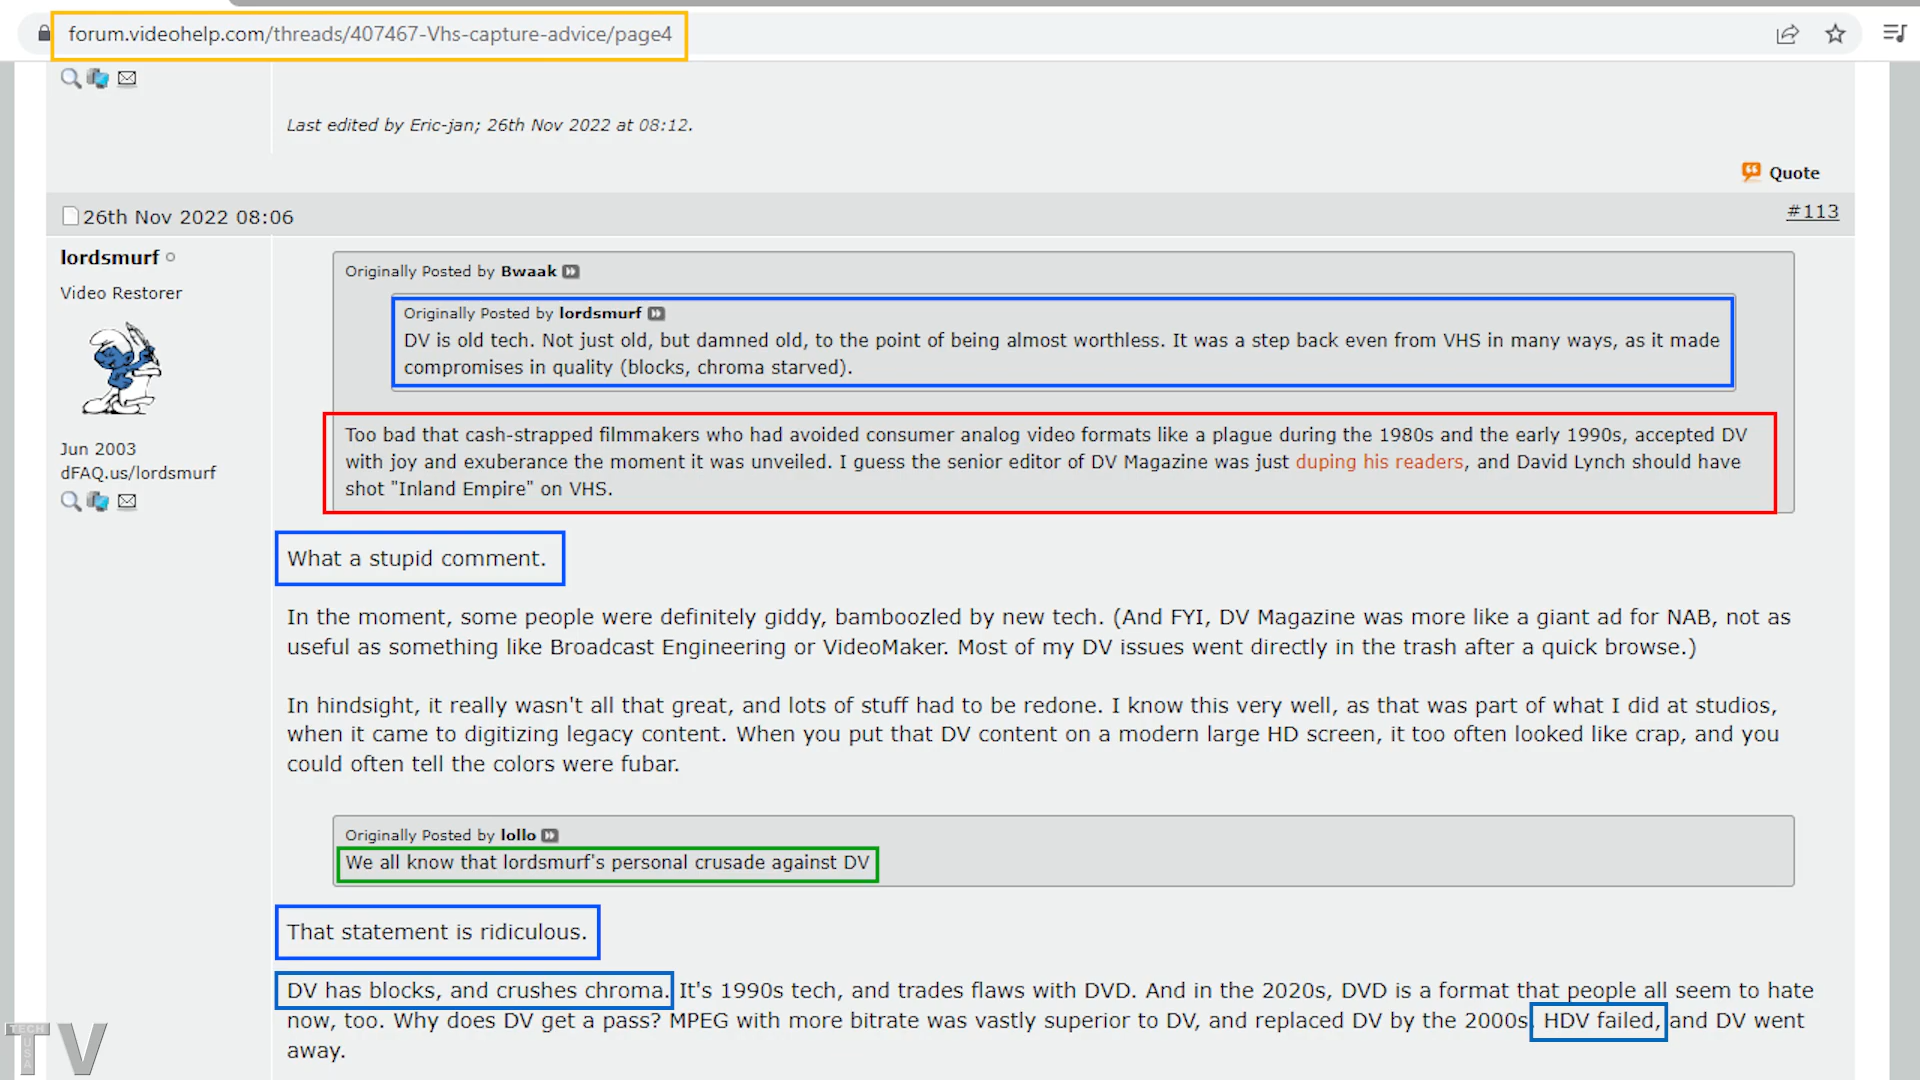 forum.videohelp.com/threads/407467-Vhs-capture-advice/page4
Last edited by Eric-jan; 26th Nov 2022 at 08:12.
Quote
26th Nov 2022 08:06
#113
lordsmurf
Video Restorer
Jun 2003
dFAQ.us/lordsmurf
Originally Posted by Bwaak
Originally Posted by lordsmurf
DV is old tech. Not just old, but damned old, to the point of being almost worthless. It was a step back even from VHS in many ways, as it made
compromises in quality (blocks, chroma starved).
Too bad that cash-strapped filmmakers who had avoided consumer analog video formats like a plague during the 1980s and the early 1990s, accepted DV
with joy and exuberance the moment it was unveiled. I guess the senior editor of DV Magazine was just duping his readers, and David Lynch should have
shot "Inland Empire" on VHS.
What a stupid comment.
In the moment, some people were definitely giddy, bamboozled by new tech. (And FYI, DV Magazine was more like a giant ad for NAB, not as
useful as something like Broadcast Engineering or VideoMaker. Most of my DV issues went directly in the trash after a quick browse.)
In hindsight, it really wasn't all that great, and lots of stuff had to be redone. I know this very well, as that was part of what I did at studios,
when it came to digitizing legacy content. When you put that DV content on a modern large HD screen, it too often looked like crap, and you
could often tell the colors were fubar.
Originally Posted by lollo
We all know that lordsmurf's personal crusade against DV
That statement is ridiculous.
DV has blocks, and crushes chroma. It's 1990s tech, and trades flaws with DVD. And in the 2020s, DVD is a format that people all seem to hate
now, too. Why does DV get a pass? MPEG with more bitrate was vastly superior to DV, and replaced DV by the 2000s. HDV failed, and DV went
away.
TECH
USA
TV